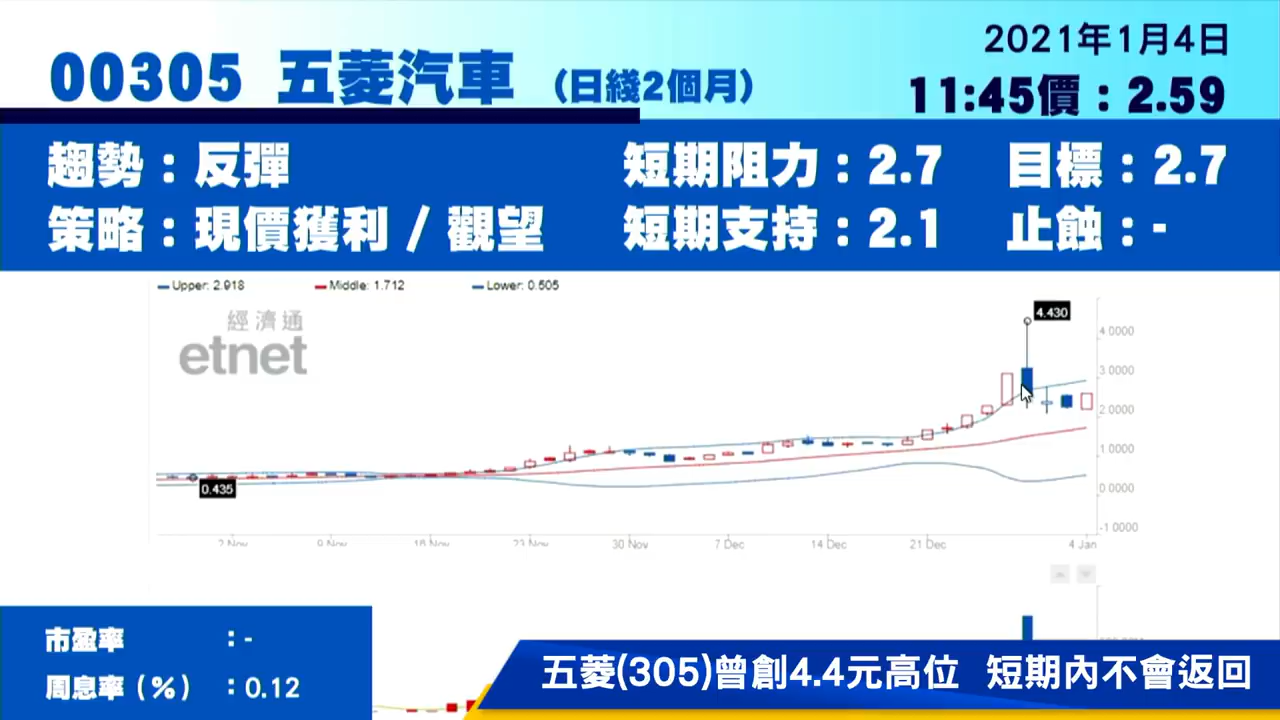 00305 五菱汽車 (日綫2個月)
2021年1月4日
11:45價:2.59
趨勢:反彈
短期阻力:2.7
目標:2.7
策略:現價獲利 / 觀望
短期支持:2.1
止蝕:-
Upper: 2.918
Middle: 1.712
Lower: 0.505
經濟通
etnet
4.430
4.0000
3.0000
2.0000
1.0000
0.0000
-1.0000
0.435
2 Nov
9 Nov
16 Nov
23 Nov
30 Nov
7 Dec
14 Dec
21 Dec
4 Jan
市盈率 :-
周息率(%) :0.12
五菱(305)曾創4.4元高位 短期內不會返回